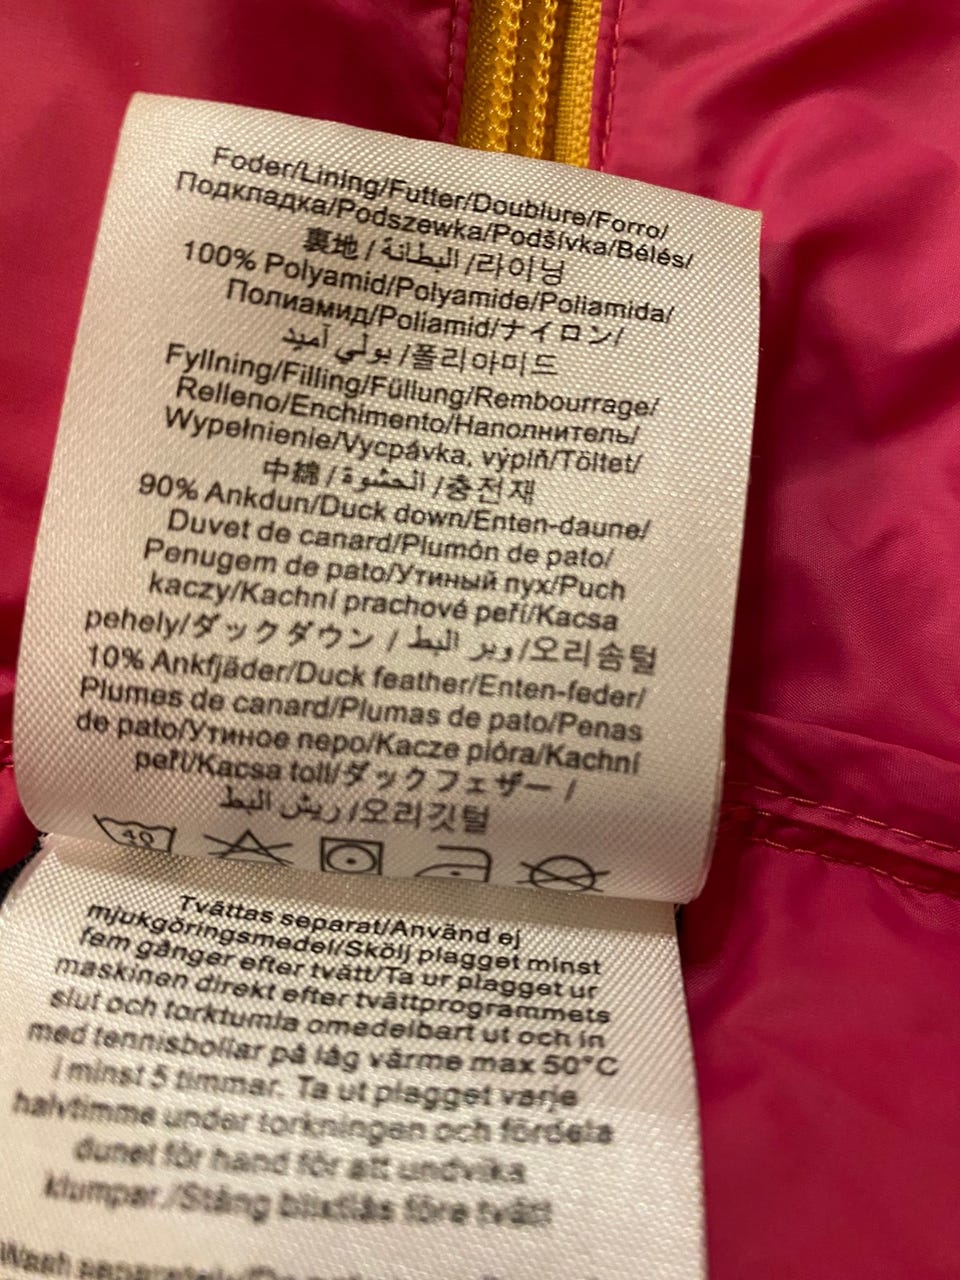 Foder/Lining/Futter/Doublure/Forro/
Подкладка/Podszewka/Podšívka/Bélés/
裏地/البطانة/라이닝
100% Polyamid/Polyamide/Poliamida/
Полиамид/Poliamid/ナイロン/
بولي آميد/폴리아미드
Fyllning/Filling/Füllung/Rembourrage/
Relleno/Enchimento/Наполнитель/
Wypełnienie/Vycpávka, výplň/Töltet/
中綿/الحشوة/충전재
90% Ankdun/Duck down/Enten-daune/
Duvet de canard/Plumón de pato/
Penugem de pato/Утиный пух/Puch
kaczy/Kachní prachové peří/Kacsa
pehely/ダックダウン/وبر البط/오리솜털
10% Ankfjäder/Duck feather/Enten-feder/
Plumes de canard/Plumas de pato/Penas
de pato/Утиное перо/Kacze pióra/Kachní
peří/Kacsa toll/ダックフェザー/
ريش البط/오리깃털
40
Tvättas separat/Använd ej
mjukgöringsmedel/Skölj plagget minst
fem gånger efter tvätt/Ta ur plagget ur
maskinen direkt efter tvättprogrammets
slut och torktumla omedelbart ut och in
med tennisbollar på låg värme max 50°C
i minst 5 timmar. Ta ut plagget varje
halvtimme under torkningen och fördela
dunet för hand för att undvika
klumpar./Stäng blixtlås före tvätt
Wash separately/Do